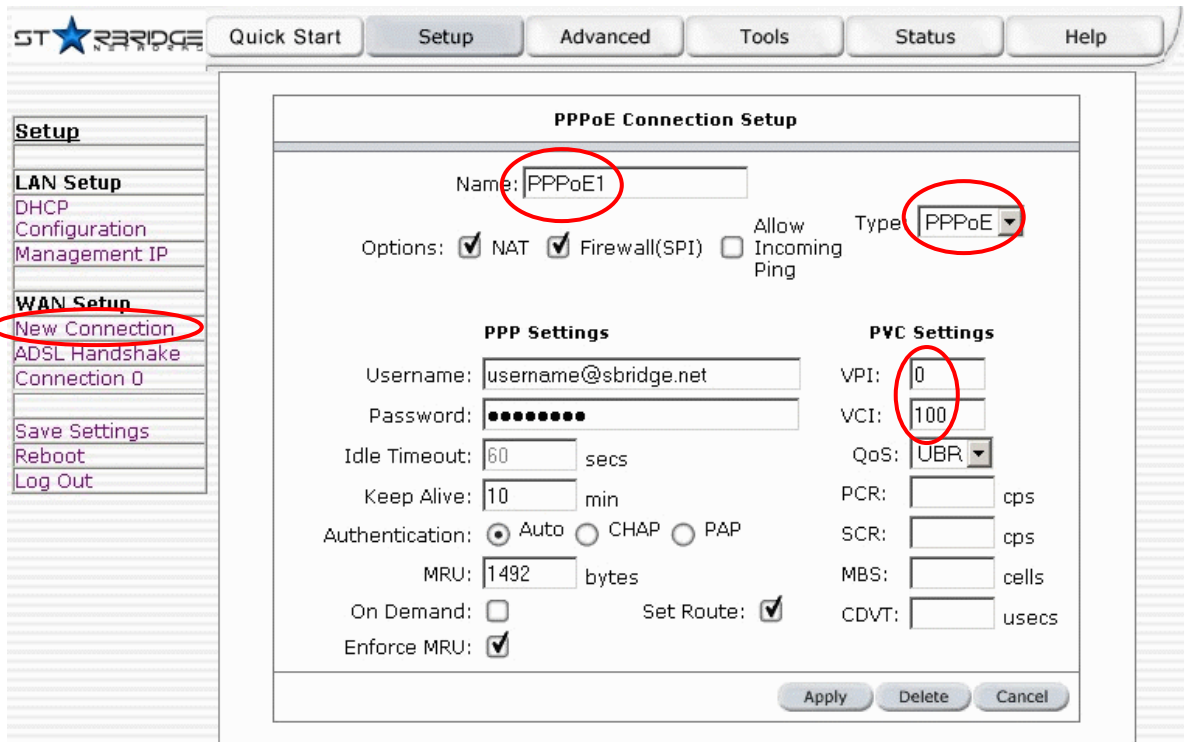 ST★RBRIDGE NETWORKS
Quick Start
Setup
Advanced
Tools
Status
Help
Setup
LAN Setup
DHCP
Configuration
Management IP
WAN Setup
New Connection
ADSL Handshake
Connection 0
Save Settings
Reboot
Log Out
PPPoE Connection Setup
Name: PPPoE1
Type: PPPoE
Options: NAT Firewall(SPI) Allow Incoming Ping
PPP Settings
Username: username@sbridge.net
Password: ●●●●●●●●
Idle Timeout: 60 secs
Keep Alive: 10 min
Authentication: Auto CHAP PAP
MRU: 1492 bytes
On Demand: Set Route:
Enforce MRU:
PVC Settings
VPI: 0
VCI: 100
QoS: UBR
PCR: cps
SCR: cps
MBS: cells
CDVT: usecs
Apply
Delete
Cancel